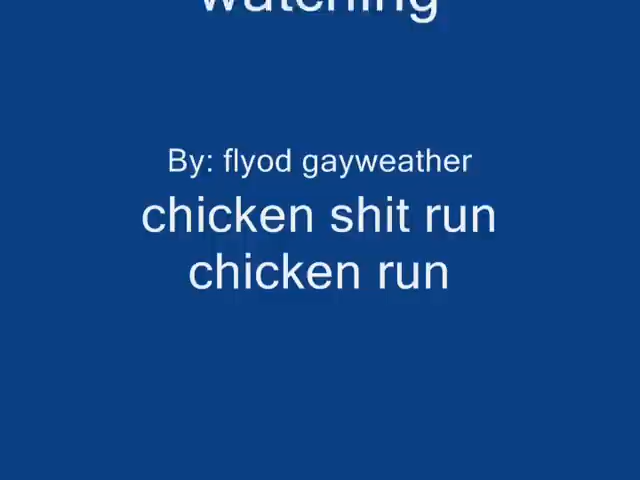 watching
By: flyod gayweather
chicken shit run
chicken run